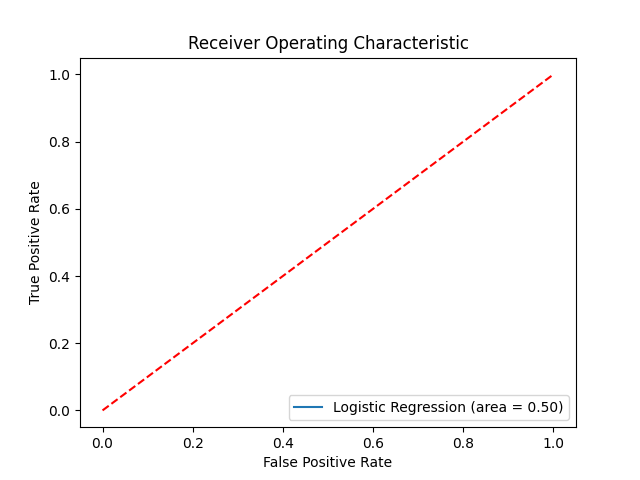 Receiver Operating Characteristic
1.0
0.8
0.6
0.4
0.2
0.0
True Positive Rate
Logistic Regression (area = 0.50)
0.0 0.2 0.4 0.6 0.8 1.0
False Positive Rate